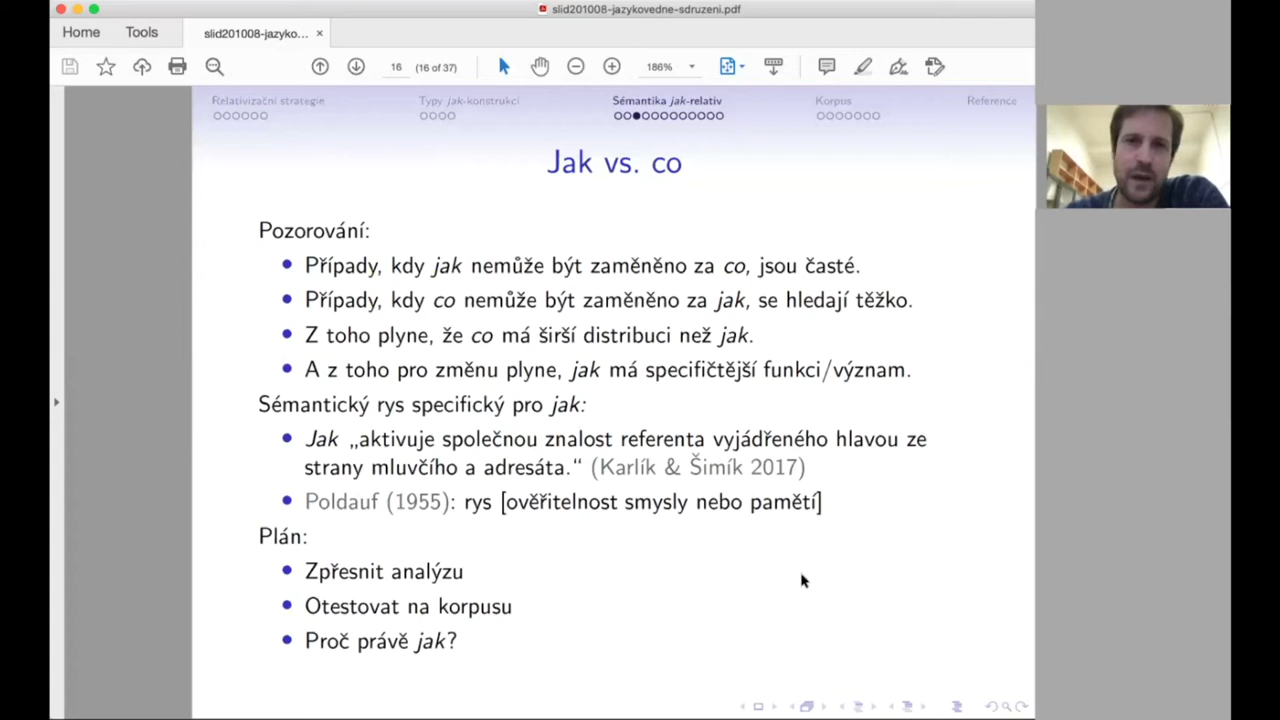 slid201008-jazykovedne-sdruzeni.pdf
Home Tools slid201008-jazyko... ×
16 (16 of 37) 186%
Relativizační strategie Typy jak-konstrukcí Sémantika jak-relativ Korpus Reference
Jak vs. co
Pozorování:
Případy, kdy jak nemůže být zaměněno za co, jsou časté.
Případy, kdy co nemůže být zaměněno za jak, se hledají těžko.
Z toho plyne, že co má širší distribuci než jak.
A z toho pro změnu plyne, jak má specifičtější funkci/význam.
Sémantický rys specifický pro jak:
Jak „aktivuje společnou znalost referenta vyjádřeného hlavou ze
strany mluvčího a adresáta.“ (Karlík & Šimík 2017)
Poldauf (1955): rys [ověřitelnost smysly nebo pamětí]
Plán:
Zpřesnit analýzu
Otestovat na korpusu
Proč právě jak?